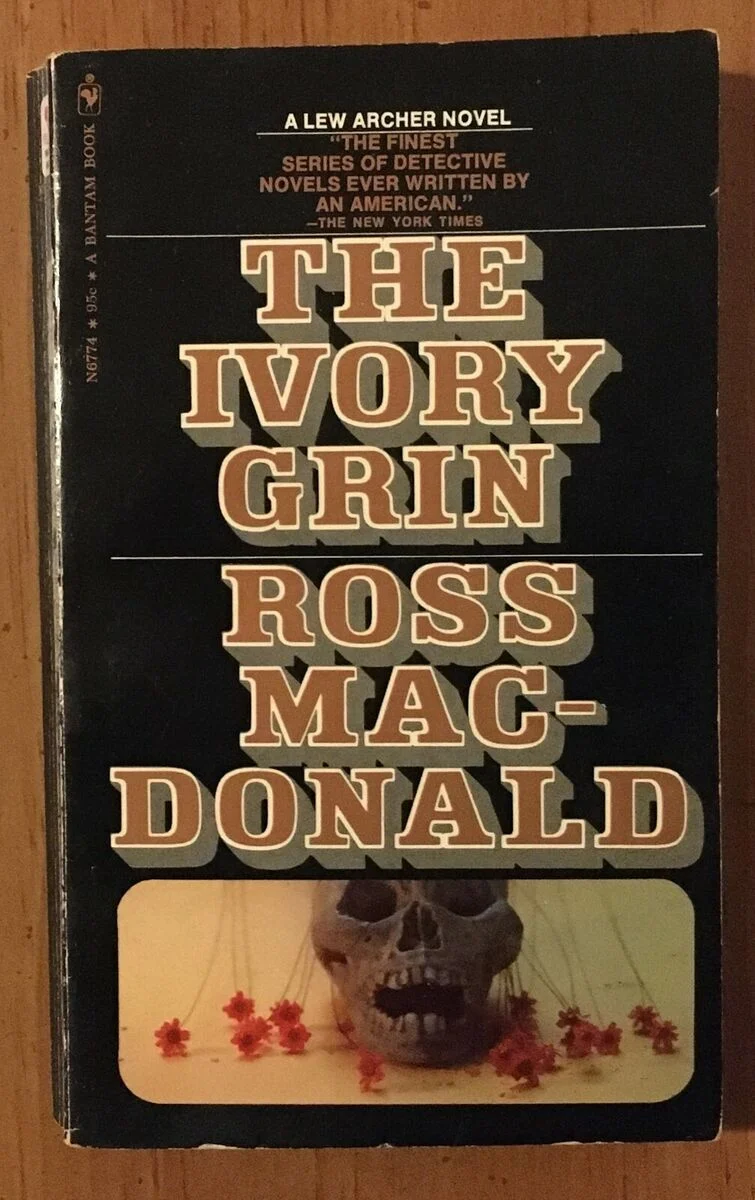 A LEW ARCHER NOVEL
“THE FINEST
SERIES OF DETECTIVE
NOVELS EVER WRITTEN BY
AN AMERICAN.”
—THE NEW YORK TIMES
THE
IVORY
GRIN
ROSS
MAC-
DONALD
N6774 * 95c * A BANTAM BOOK ®